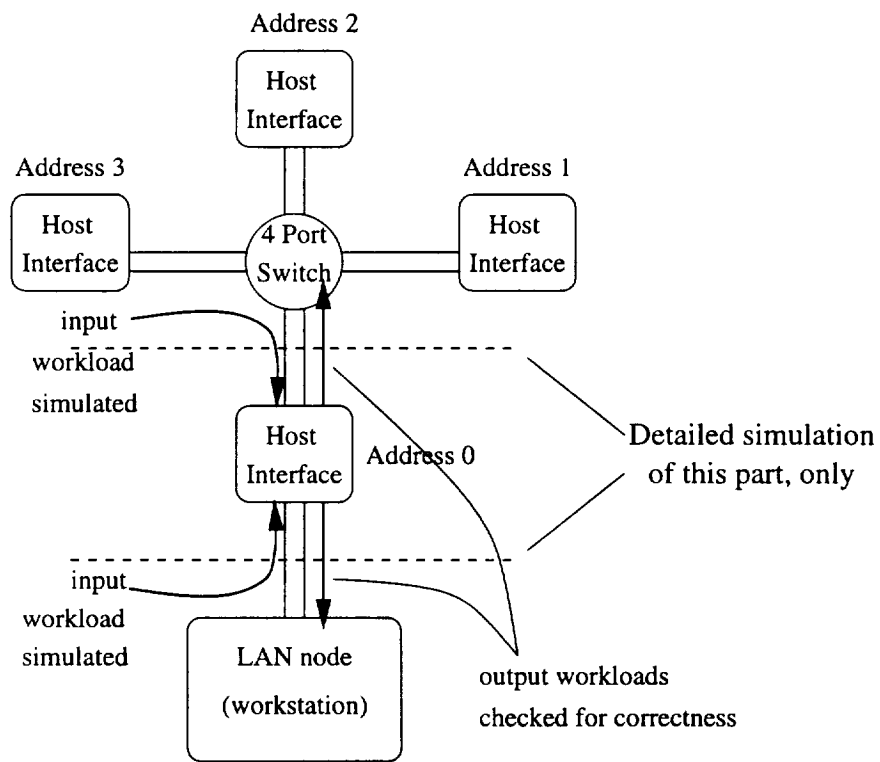 Address 2
Host
Interface
Address 3
Address 1
Host
Interface
4 Port
Switch
Host
Interface
input
workload
simulated
Host
Interface
Address 0
Detailed simulation
of this part, only
input
workload
simulated
LAN node
(workstation)
output workloads
checked for correctness